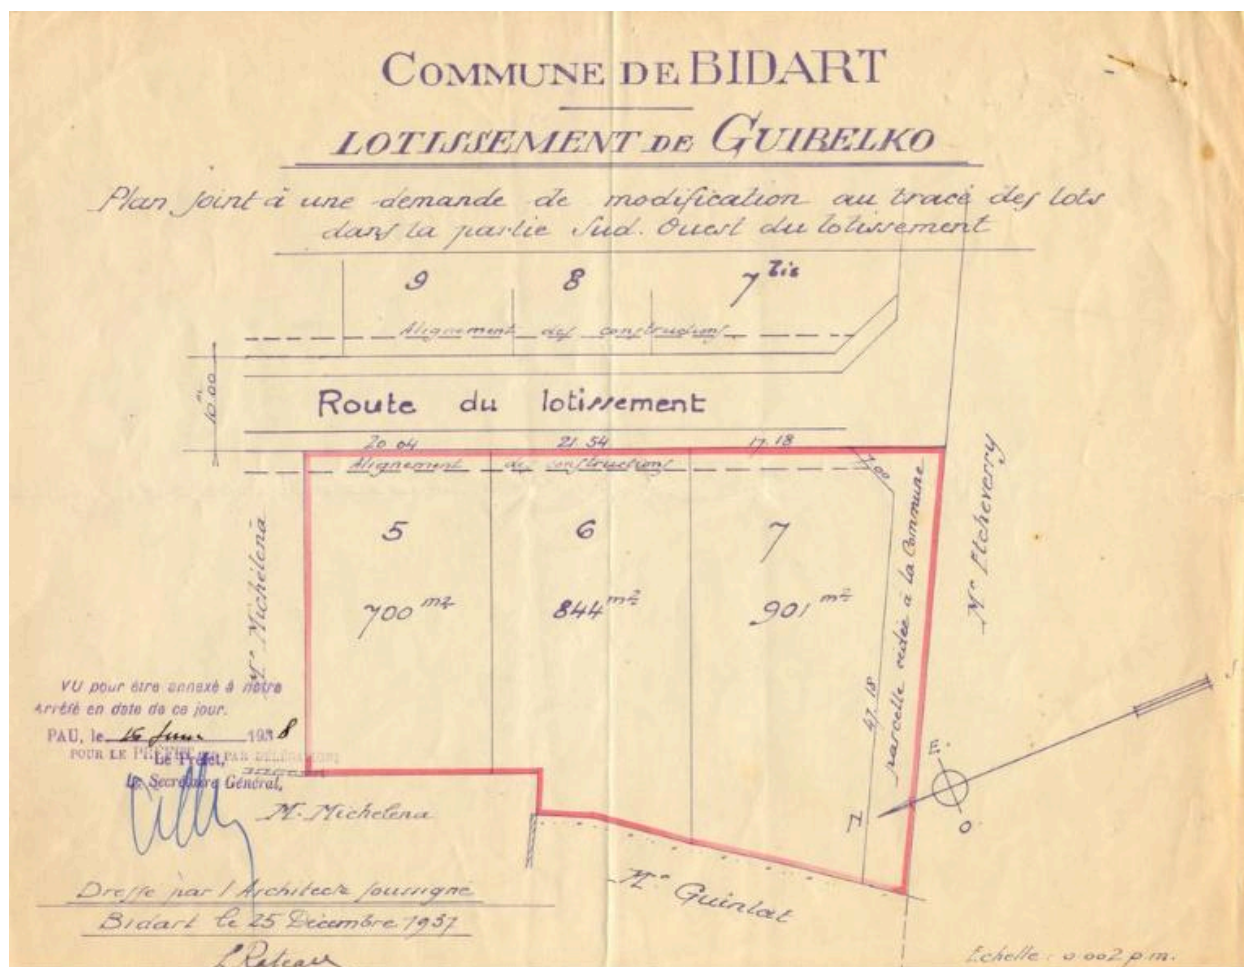 COMMUNE DE BIDART
LOTISSEMENT DE GUIBELKO
Plan joint à une demande de modification au tracé des lots
dans la partie Sud. Ouest du lotissement
9 8 7 bis
Alignement des constructions
10.00 m
Route du lotissement
20.04 21.54 17.18
Alignement des constructions
7.00
5 6 7
700 m2 844 m2 901 m2
Mr Michelena
parcelle cédée à la Commune
Mr Etcheverry
47.18
VU pour être annexé à notre
Arrêté en date de ce jour.
PAU, le 16 Juin 1938
POUR LE PRÉFET PAR DÉLÉGATION
Le Préfet,
Le Secrétaire Général,
M. Michelena
S
E.
O.
N
Mr Guintat
Dressé par l'Architecte soussigné
Bidart le 25 Décembre 1937
Echelle : 0.002 p.m.